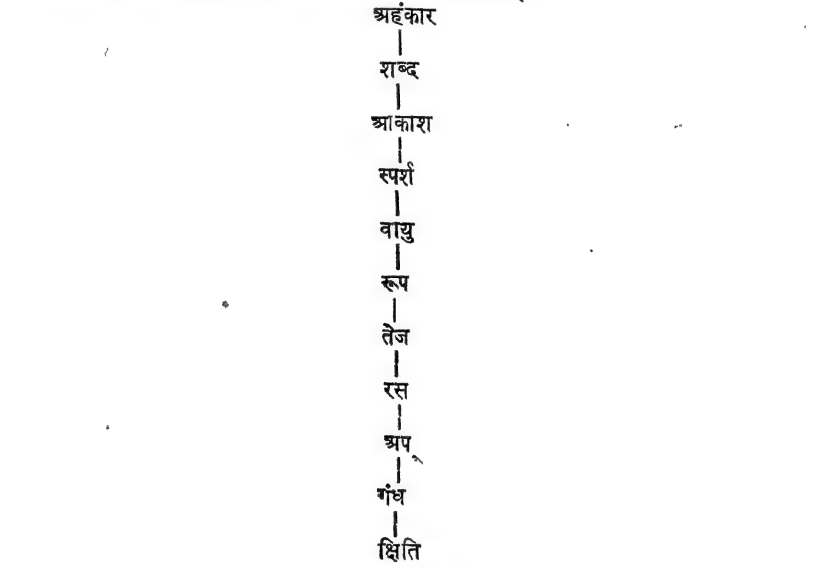 अहंकार
शब्द
आकाश
स्पर्श
वायु
रूप
तेज
रस
अप्
गंध
क्षिति